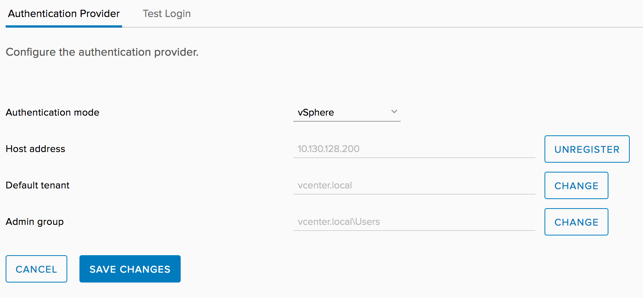 Authentication Provider Test Login
Configure the authentication provider.
Authentication mode vSphere
Host address 10.130.128.200 UNREGISTER
Default tenant vcenter.local CHANGE
Admin group vcenter.local\Users CHANGE
CANCEL SAVE CHANGES